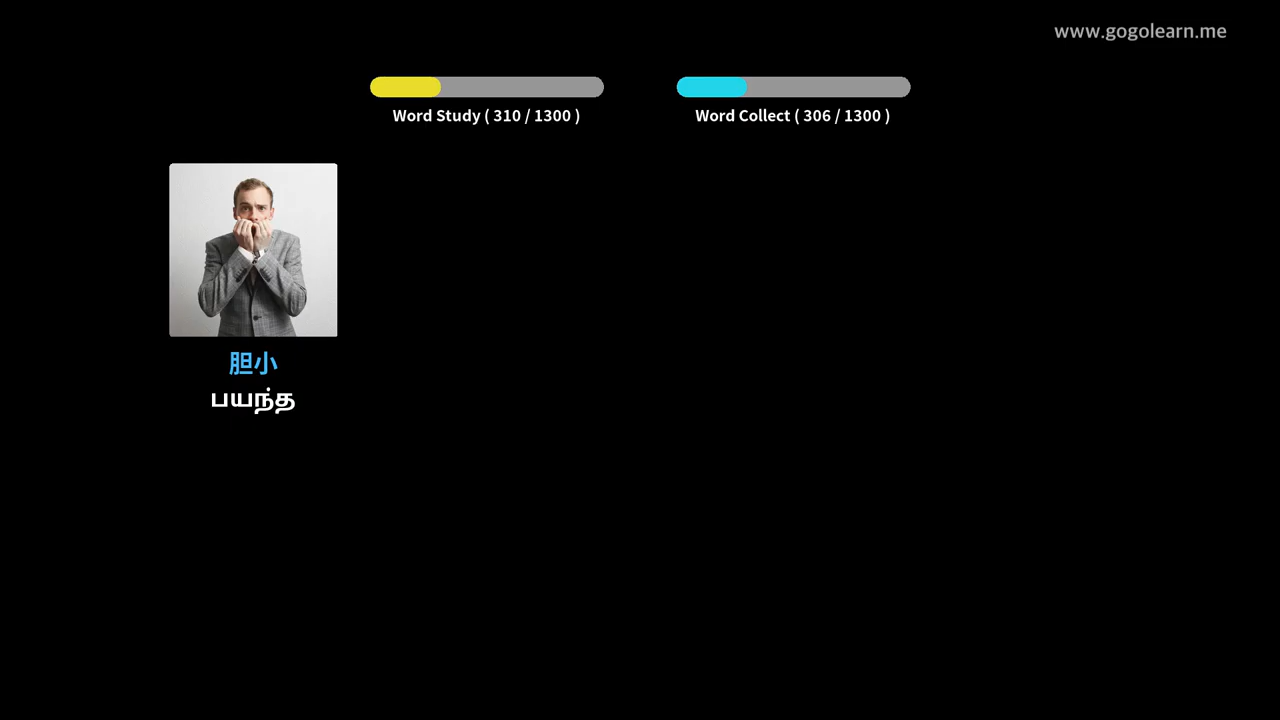 www.gogolearn.me
Word Study ( 310 / 1300 )
Word Collect ( 306 / 1300 )
胆小
பயந்த